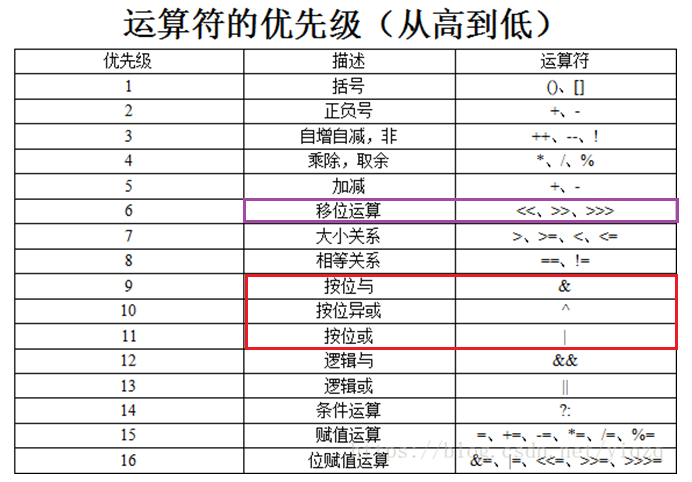 运算符的优先级（从高到低）
优先级 描述 运算符
1 括号 ()、[]
2 正负号 +、-
3 自增自减，非 ++、--、!
4 乘除，取余 *、/、%
5 加减 +、-
6 移位运算 <<、>>、>>>
7 大小关系 >、>=、<、<=
8 相等关系 ==、!=
9 按位与 &
10 按位异或 ^
11 按位或 |
12 逻辑与 &&
13 逻辑或 ||
14 条件运算 ?:
15 赋值运算 =、+=、-=、*=、/=、%=
16 位赋值运算 &=、|=、<<=、>>=、>>>=